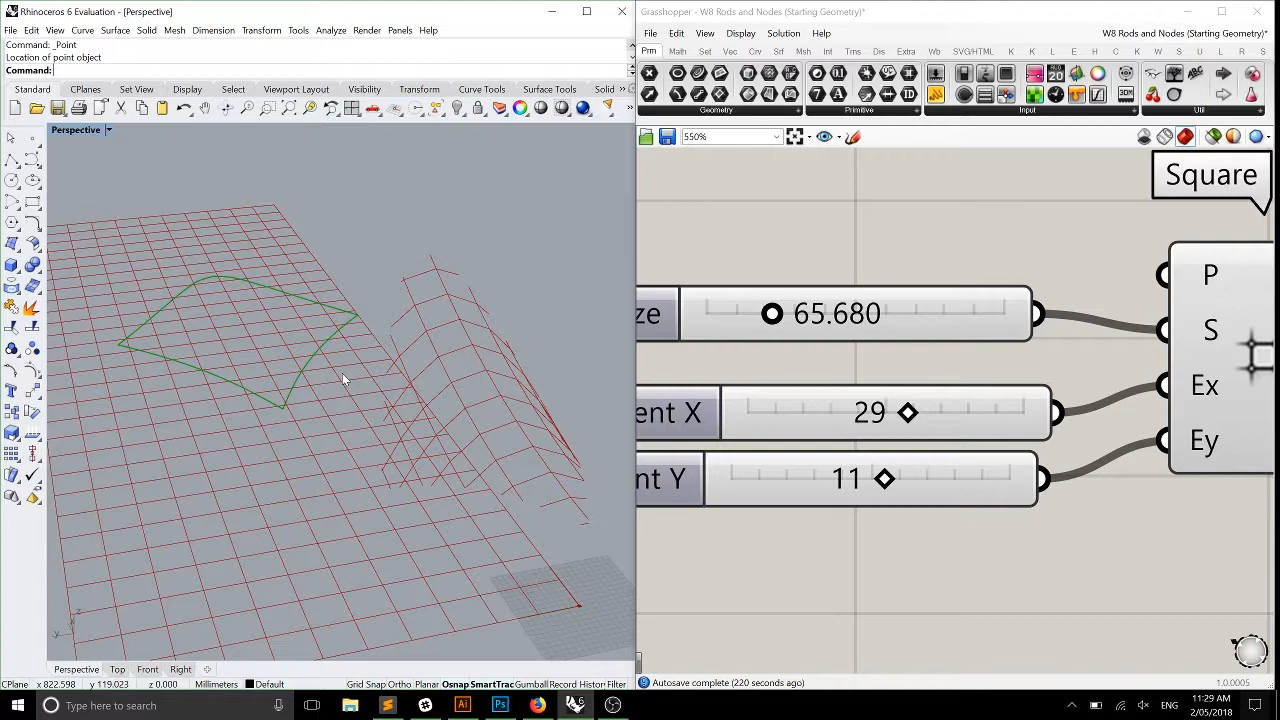 Rhinoceros 6 Evaluation - [Perspective]
File Edit View Curve Surface Solid Mesh Dimension Transform Tools Analyze Render Panels Help
Command: _Point
Location of point object
Command:
Standard CPlanes Set View Display Select Viewport Layout Visibility Transform Curve Tools Surface Tools Solid
Perspective
z
y
Perspective Top Front Right
CPlane x 822.598 y 119.023 z 0.000 Millimeters Default Grid Snap Ortho Planar Osnap SmartTrac Gumball Record Histor Filter
Grasshopper - W8 Rods and Nodes (Starting Geometry)*
File Edit View Display Solution Help W8 Rods and Nodes (Starting Geometry)*
Prm Math Set Vec Crv Srf Msh Int Trns Dis Extra Wb SVG/HTML K K L E H M K W S R L U S
Geometry Primitive Input Util
550%
Square
ze 65.680
ent X 29
nt Y 11
P
S
Ex
Ey
Autosave complete (220 seconds ago) 1.0.0005
Type here to search
ENG
11:29 AM
2/05/2018